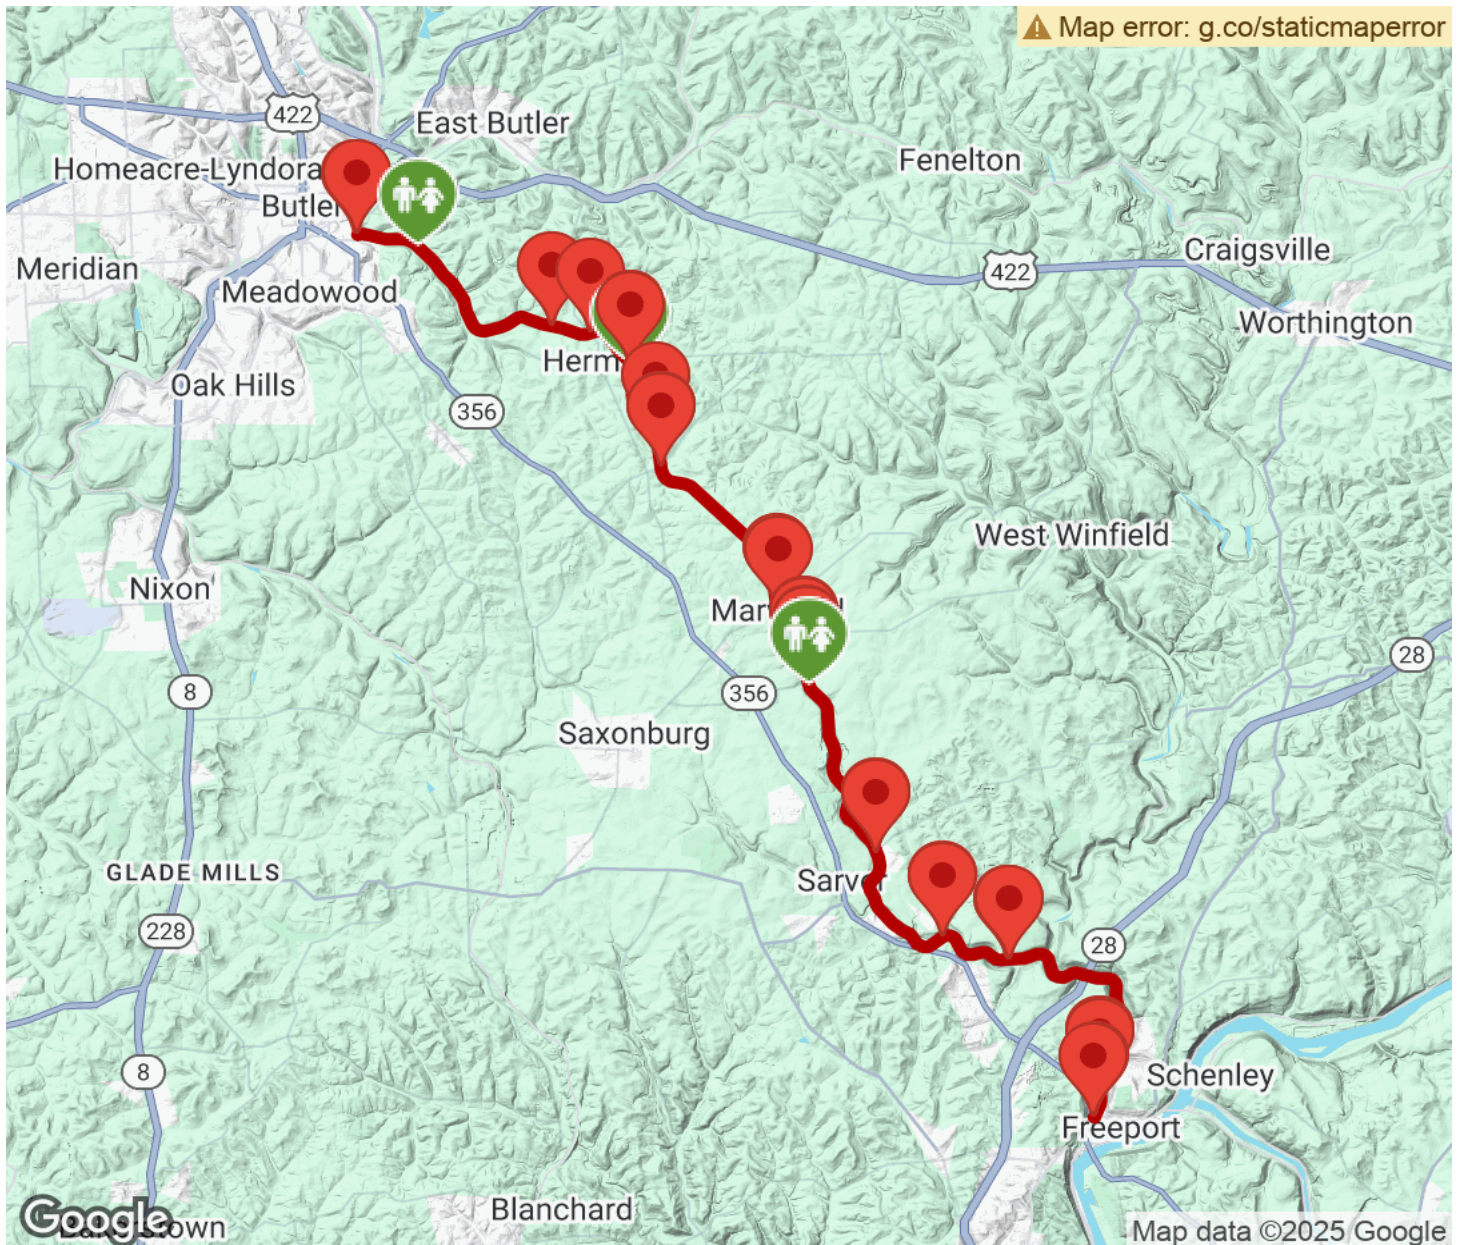 Map error: g.co/staticmaperror
422
East Butler
Fenelton
Homeacre-Lyndora
Butler
Craigsville
Meridian
422
Meadowood
Worthington
Herm
Oak Hills
356
West Winfield
Nixon
Mar
28
8
356
Saxonburg
GLADE MILLS
Sarver
228
28
8
Schenley
Freeport
Blanchard
Google
Map data ©2025 Google